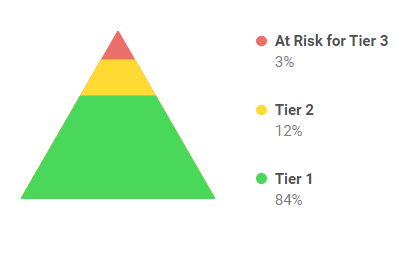 At Risk for Tier 3
3%
Tier 2
12%
Tier 1
84%